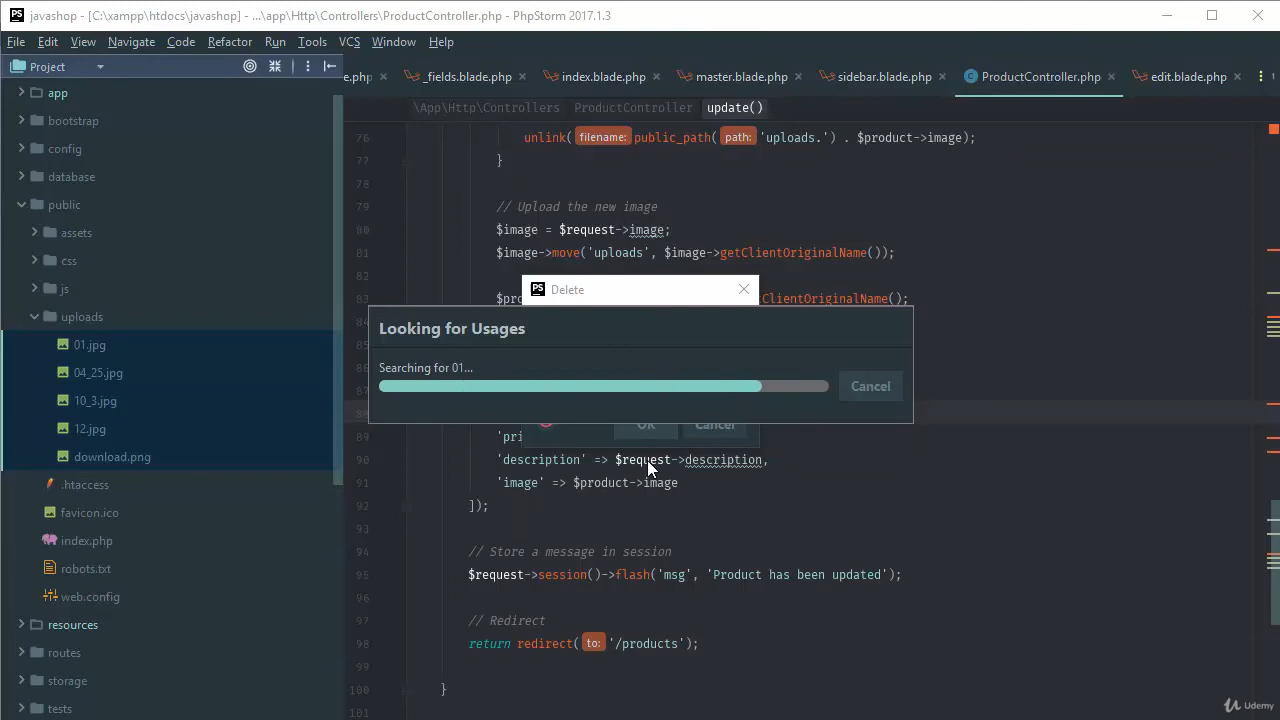 PS javashop - [C:\xampp\htdocs\javashop] - ...\app\Http\Controllers\ProductController.php - PhpStorm 2017.1.3
File Edit View Navigate Code Refactor Run Tools VCS Window Help
Project
e.php _fields.blade.php index.blade.php master.blade.php sidebar.blade.php ProductController.php edit.blade.php
\App\Http\Controllers ProductController update()
app
bootstrap
config
database
public
assets
css
js
uploads
01.jpg
04_25.jpg
10_3.jpg
12.jpg
download.png
.htaccess
favicon.ico
index.php
robots.txt
web.config
resources
routes
storage
tests
76 unlink( filename: public_path( path: 'uploads.') . $product->image);
77 }
78
79 // Upload the new image
80 $image = $request->image;
81 $image->move('uploads', $image->getClientOriginalName());
82
83 $pro ClientOriginalName();
PS Delete
Looking for Usages
Searching for 01...
Cancel
OK Cancel
89 'pri
90 'description' => $request->description,
91 'image' => $product->image
92 ]);
93
94 // Store a message in session
95 $request->session()->flash('msg', 'Product has been updated');
96
97 // Redirect
98 return redirect( to: '/products');
99
100 }
101
Udemy